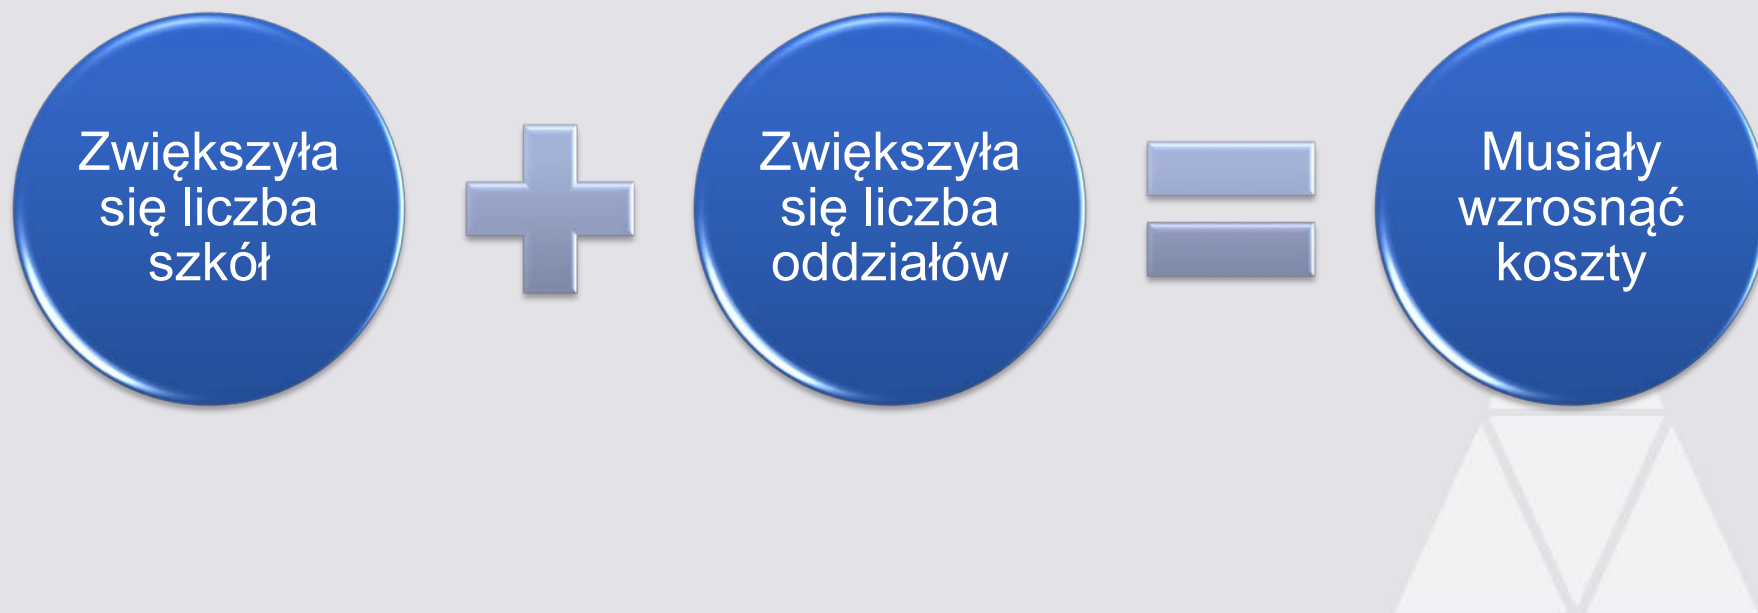 Zwiększyła
się liczba
szkół
Zwiększyła
się liczba
oddziałów
Musiały
wzrosnąć
koszty